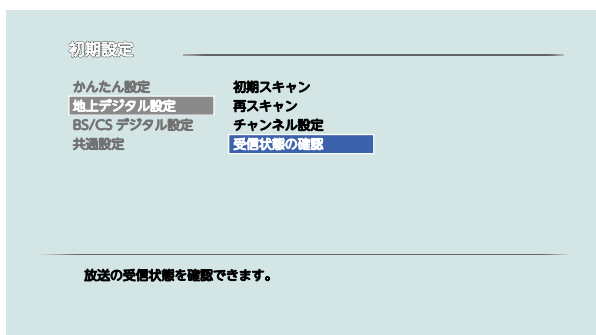 初期設定
かんたん設定
地上デジタル設定
BS/CS デジタル設定
共通設定
初期スキャン
再スキャン
チャンネル設定
受信状態の確認
放送の受信状態を確認できます。